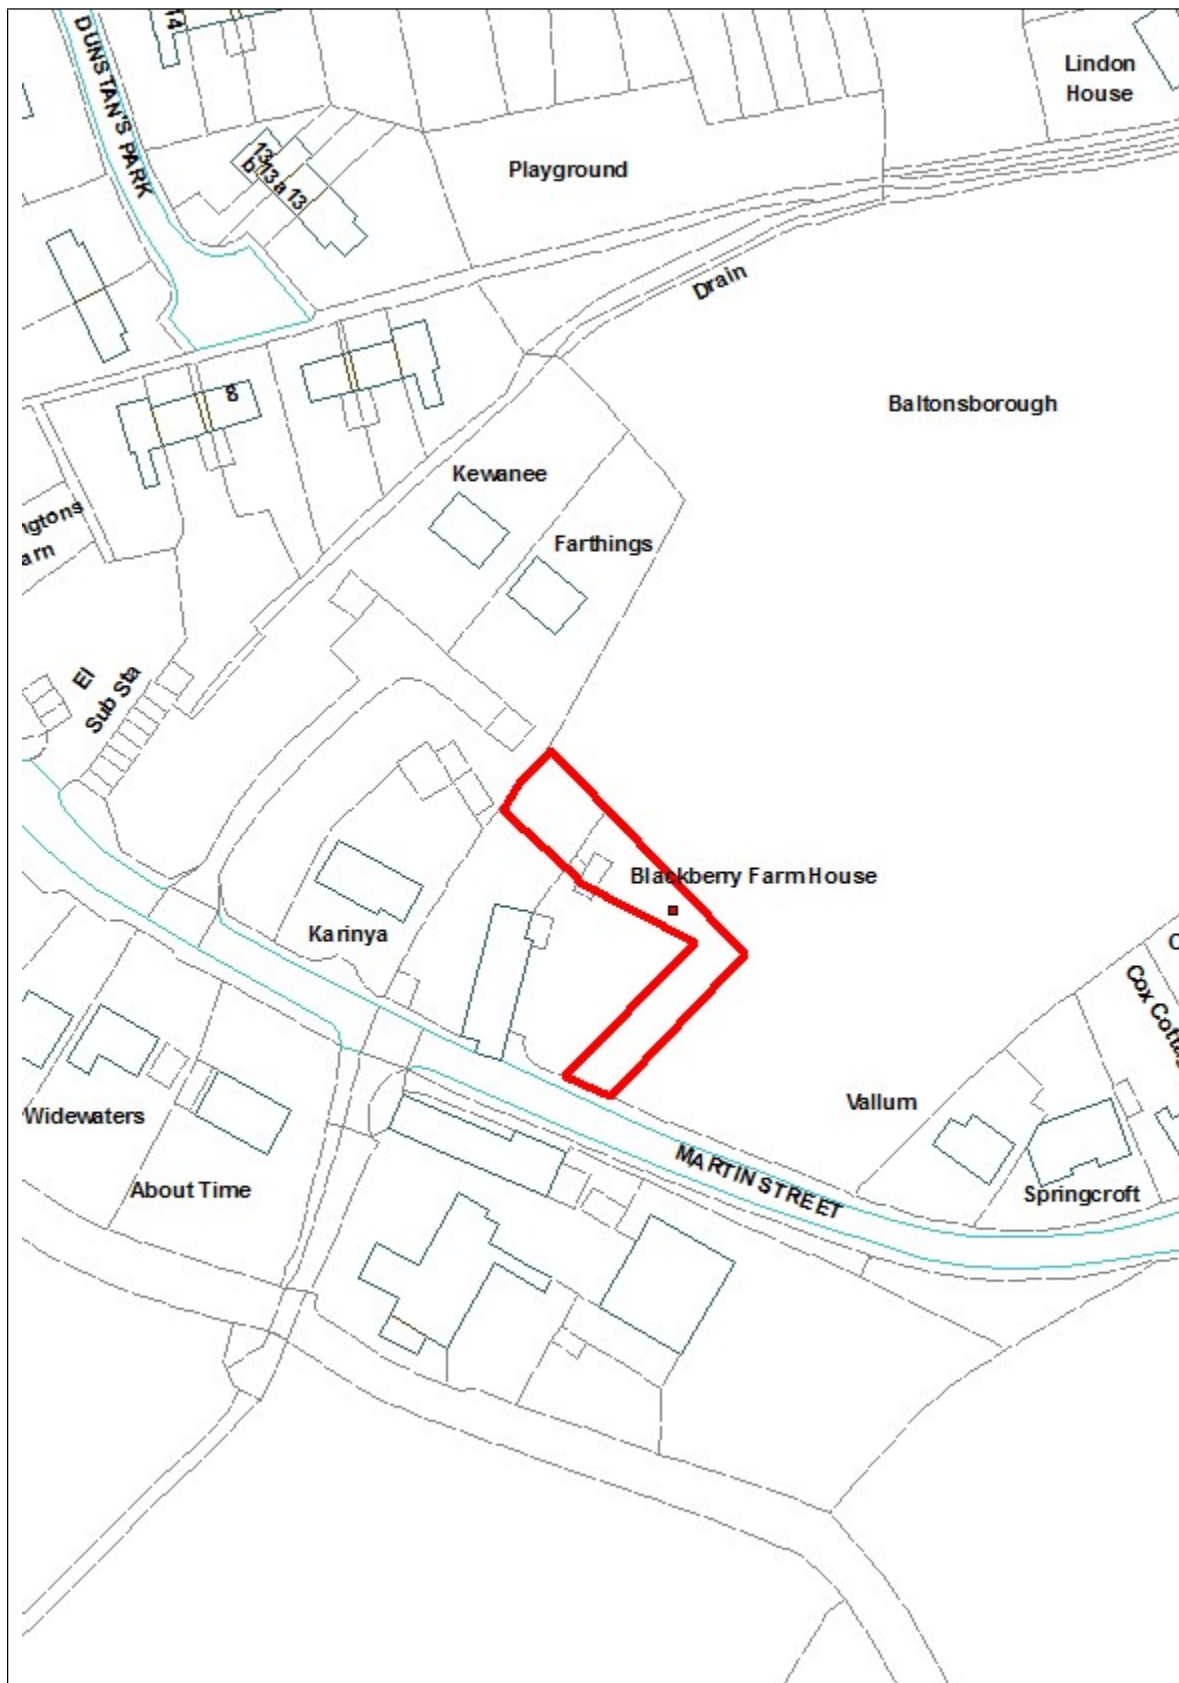 DUNSTAN'S PARK
14
Lindon
House
13
b
13a
13
Playground
Drain
8
Baltonsborough
Kewanee
Farthings
ngtons
arn
El
Sub Sta
Blackberry Farm House
Karinya
Cox Cotta
Widewaters
Vallum
About Time
MARTIN STREET
Springcroft